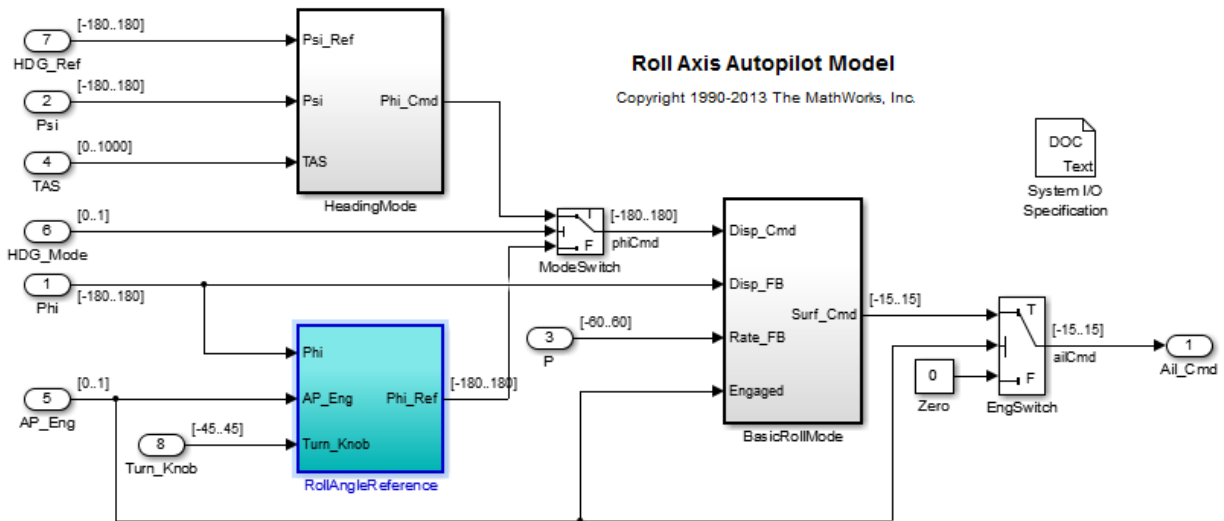 [-180..180]
7
HDG_Ref
Psi_Ref
[-180..180]
2
Psi
Psi
Phi_Cmd
[0..1000]
4
TAS
TAS
HeadingMode
Roll Axis Autopilot Model
Copyright 1990-2013 The MathWorks, Inc.
DOC
Text
System I/O
Specification
[0..1]
6
HDG_Mode
T
F
ModeSwitch
[-180..180]
phiCmd
1
Phi
[-180..180]
Phi
[0..1]
5
AP_Eng
AP_Eng
Phi_Ref
[-180..180]
[-45..45]
8
Turn_Knob
Turn_Knob
RollAngleReference
[-60..60]
3
P
Disp_Cmd
Disp_FB
Surf_Cmd
Rate_FB
Engaged
BasicRollMode
[-15..15]
0
Zero
T
F
EngSwitch
[-15..15]
ailCmd
1
Ail_Cmd